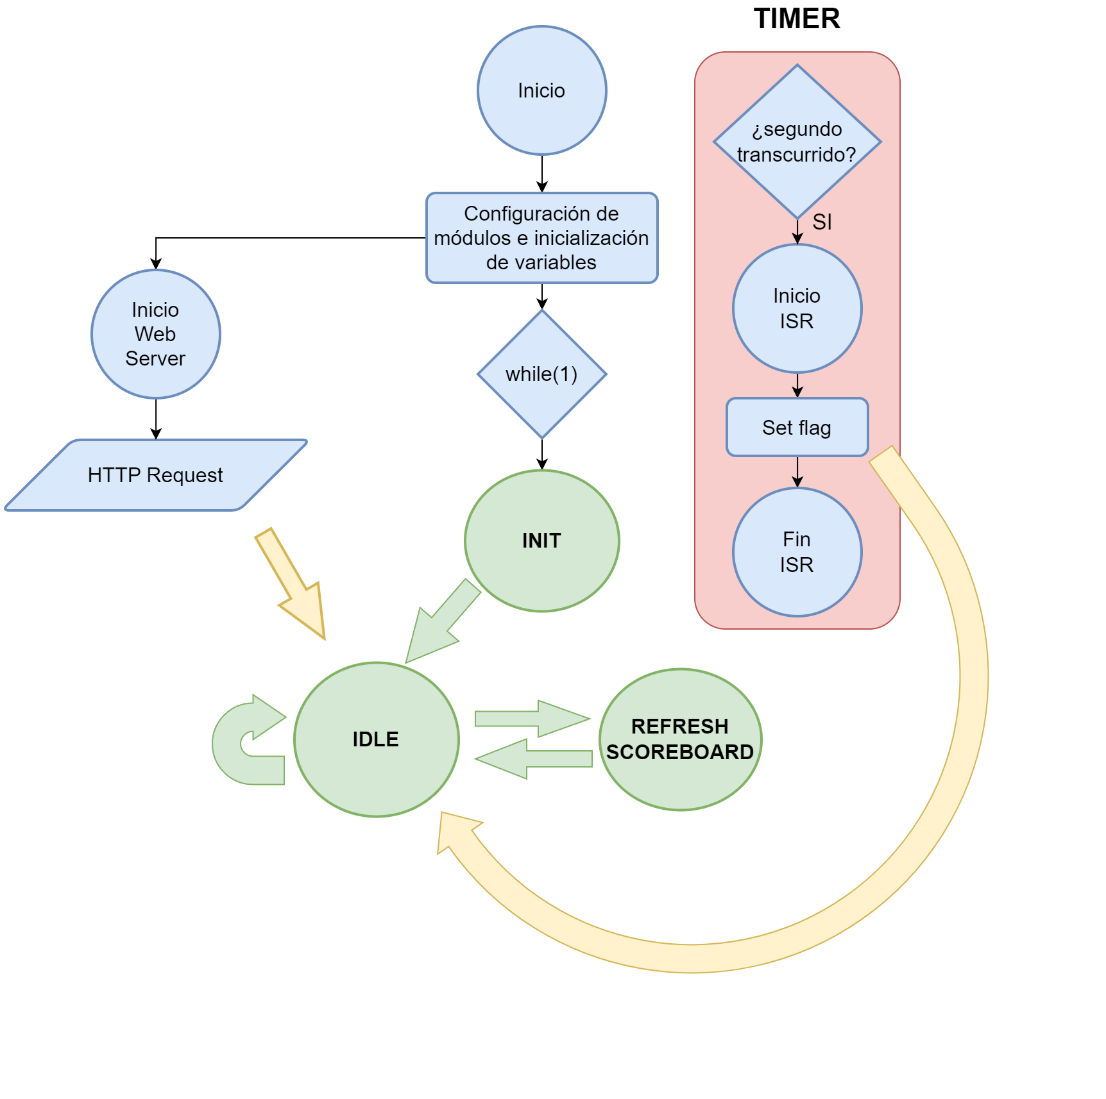 TIMER
Inicio
¿segundo
transcurrido?
SI
Configuración de
módulos e inicialización
de variables
Inicio
Web
Server
Inicio
ISR
while(1)
Set flag
HTTP Request
INIT
Fin
ISR
IDLE
REFRESH
SCOREBOARD